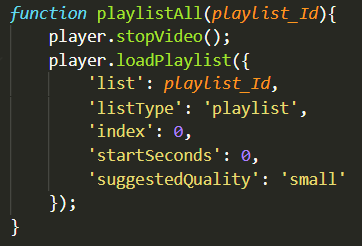 function playlistAll(playlist_Id){
    player.stopVideo();
    player.loadPlaylist({
        'list': playlist_Id,
        'listType': 'playlist',
        'index': 0,
        'startSeconds': 0,
        'suggestedQuality': 'small'
    });
}